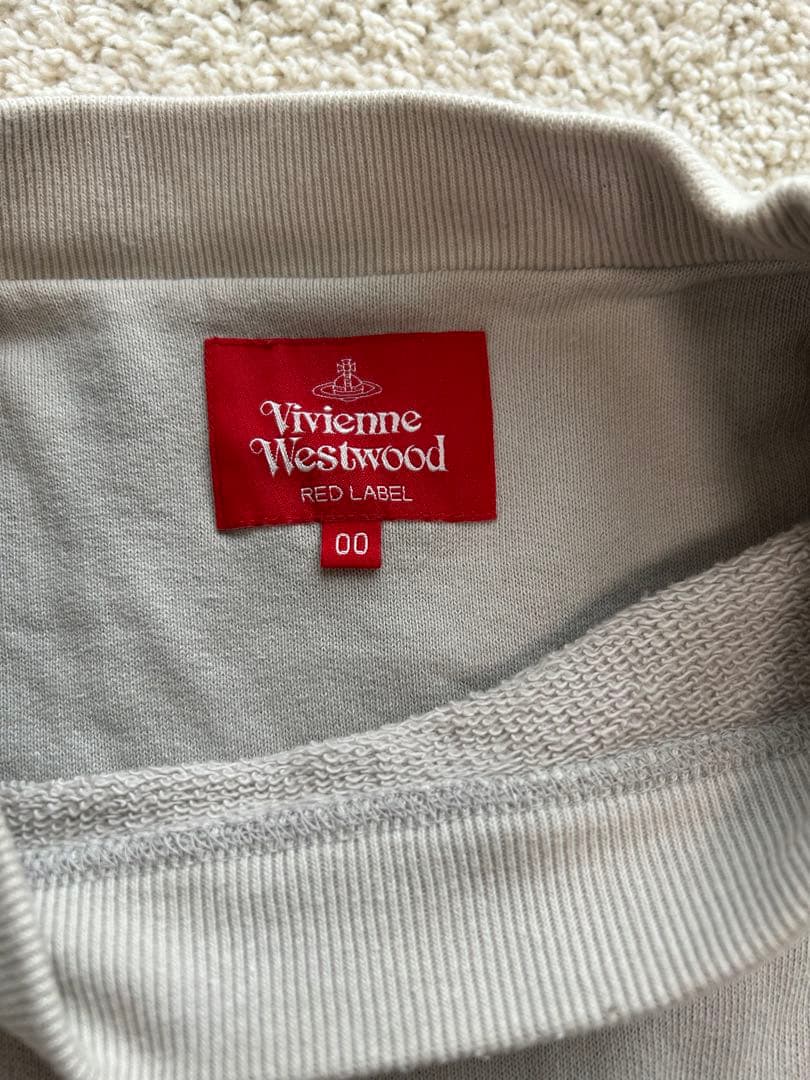 Vivienne
Westwood
RED LABEL
00